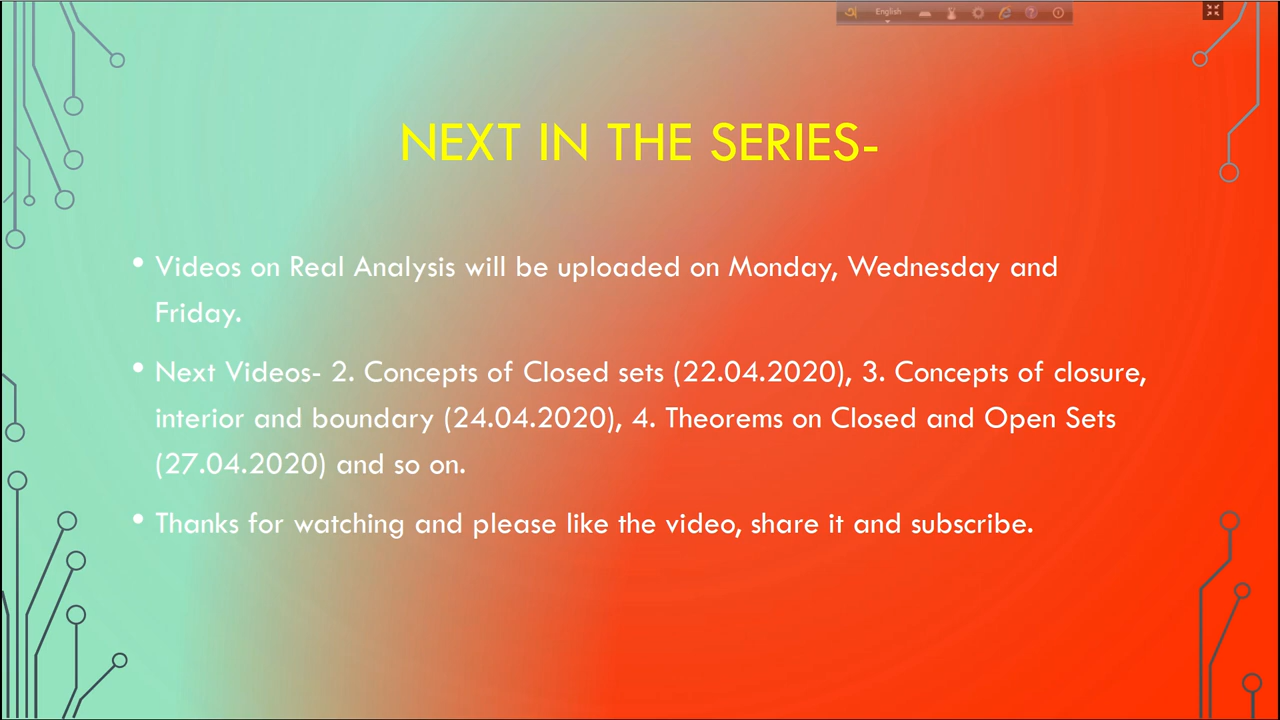 English
NEXT IN THE SERIES-
• Videos on Real Analysis will be uploaded on Monday, Wednesday and
Friday.
• Next Videos- 2. Concepts of Closed sets (22.04.2020), 3. Concepts of closure,
interior and boundary (24.04.2020), 4. Theorems on Closed and Open Sets
(27.04.2020) and so on.
• Thanks for watching and please like the video, share it and subscribe.